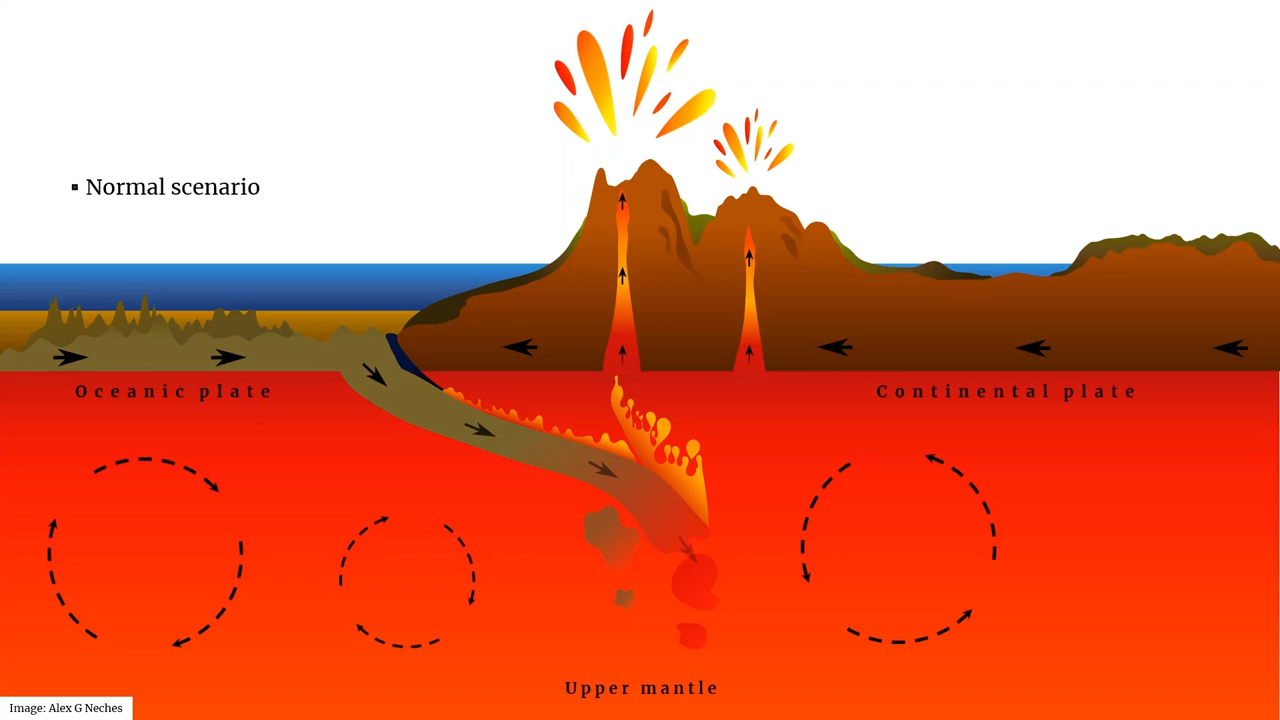 ▪ Normal scenario
Oceanic plate
Continental plate
Upper mantle
Image: Alex G Neches